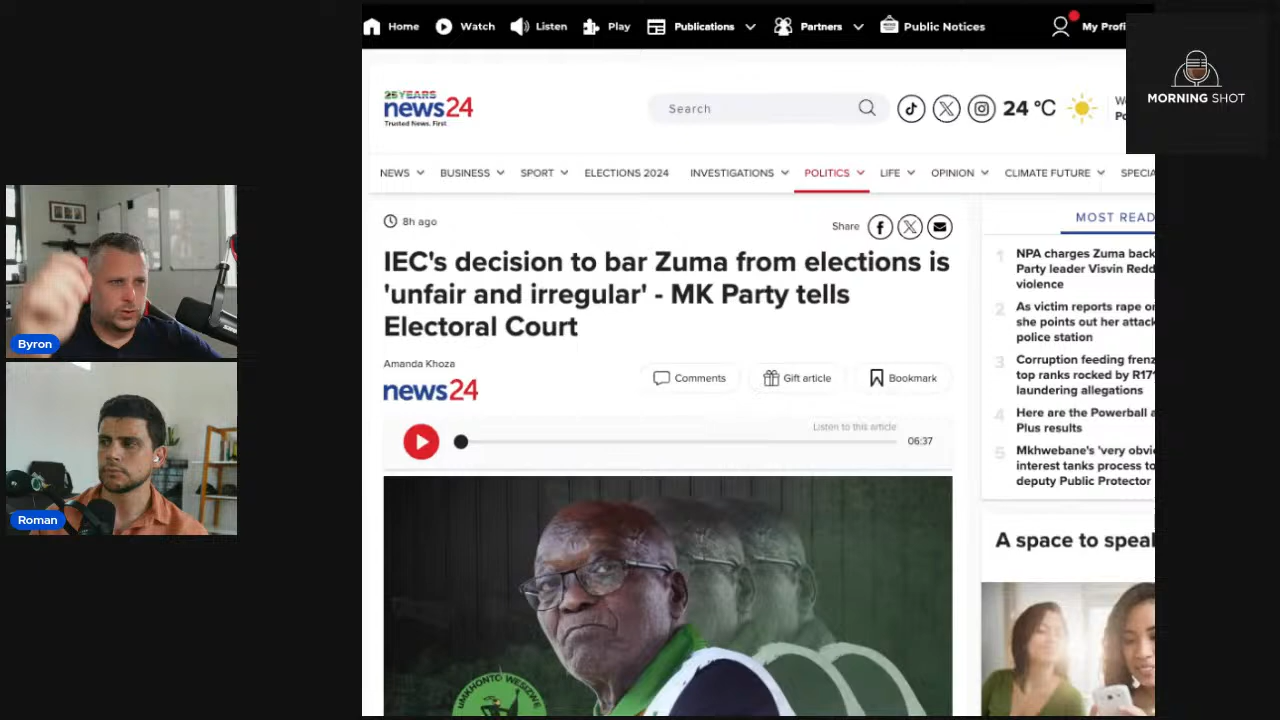 Home Watch Listen Play Publications Partners Public Notices My Profi
MORNING SHOT
25 YEARS
news24
Trusted News. First.
Search
24 °C
NEWS BUSINESS SPORT ELECTIONS 2024 INVESTIGATIONS POLITICS LIFE OPINION CLIMATE FUTURE SPECIA
8h ago
Share
IEC's decision to bar Zuma from elections is
'unfair and irregular' - MK Party tells
Electoral Court
Amanda Khoza
news24
Comments Gift article Bookmark
Listen to this article
06:37
UMKHONTO WESIZWE
MOST READ
1 NPA charges Zuma back
Party leader Visvin Redd
violence
2 As victim reports rape or
she points out her attack
police station
3 Corruption feeding frenz
top ranks rocked by R171
laundering allegations
4 Here are the Powerball a
Plus results
5 Mkhwebane's 'very obvi
interest tanks process to
deputy Public Protector
A space to speak
Byron
Roman